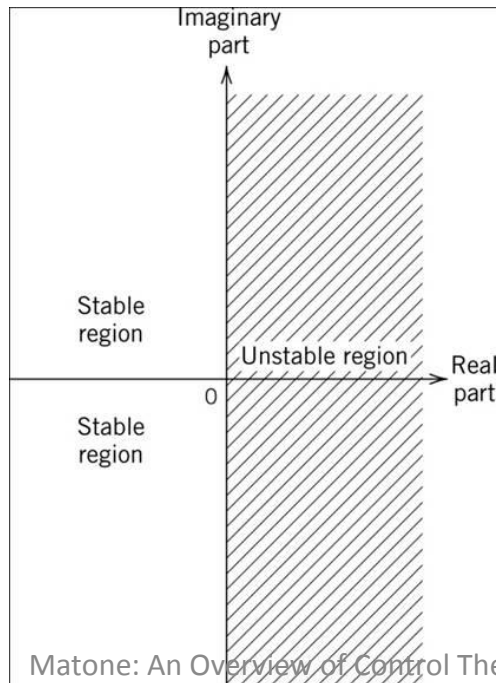 Imaginary
part
Stable
region
Unstable region
Real
part
0
Stable
region
Matone: An Overview of Control The